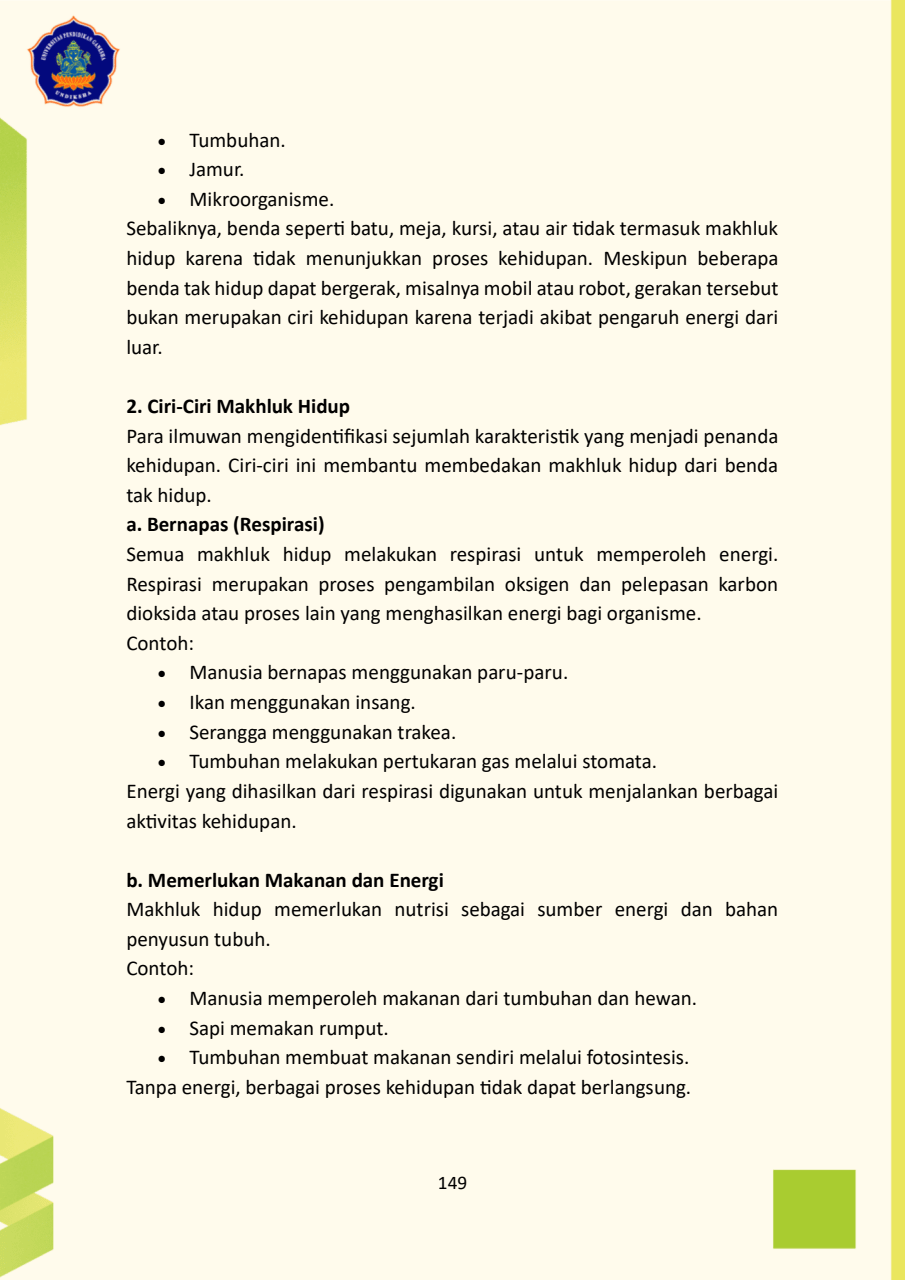 UNIVERSITAS PENDIDIKAN GANESHA
UNDIKSHA
• Tumbuhan.
• Jamur.
• Mikroorganisme.
Sebaliknya, benda seperti batu, meja, kursi, atau air tidak termasuk makhluk
hidup karena tidak menunjukkan proses kehidupan. Meskipun beberapa
benda tak hidup dapat bergerak, misalnya mobil atau robot, gerakan tersebut
bukan merupakan ciri kehidupan karena terjadi akibat pengaruh energi dari
luar.
2. Ciri-Ciri Makhluk Hidup
Para ilmuwan mengidentifikasi sejumlah karakteristik yang menjadi penanda
kehidupan. Ciri-ciri ini membantu membedakan makhluk hidup dari benda
tak hidup.
a. Bernapas (Respirasi)
Semua makhluk hidup melakukan respirasi untuk memperoleh energi.
Respirasi merupakan proses pengambilan oksigen dan pelepasan karbon
dioksida atau proses lain yang menghasilkan energi bagi organisme.
Contoh:
• Manusia bernapas menggunakan paru-paru.
• Ikan menggunakan insang.
• Serangga menggunakan trakea.
• Tumbuhan melakukan pertukaran gas melalui stomata.
Energi yang dihasilkan dari respirasi digunakan untuk menjalankan berbagai
aktivitas kehidupan.
b. Memerlukan Makanan dan Energi
Makhluk hidup memerlukan nutrisi sebagai sumber energi dan bahan
penyusun tubuh.
Contoh:
• Manusia memperoleh makanan dari tumbuhan dan hewan.
• Sapi memakan rumput.
• Tumbuhan membuat makanan sendiri melalui fotosintesis.
Tanpa energi, berbagai proses kehidupan tidak dapat berlangsung.
149